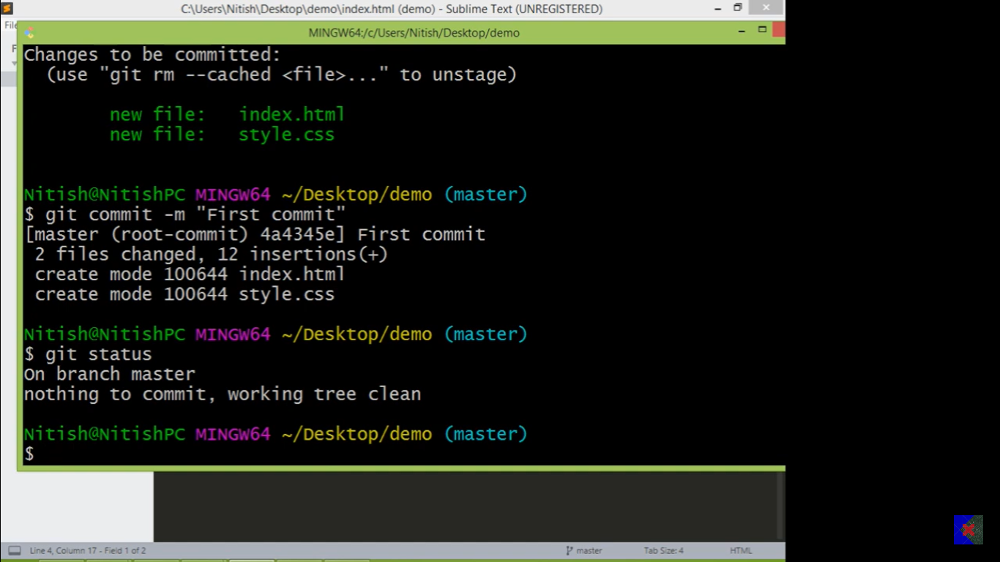 C:\Users\Nitish\Desktop\demo\index.html (demo) - Sublime Text (UNREGISTERED)
File
MINGW64:/c/Users/Nitish/Desktop/demo
F
Changes to be committed:
  (use "git rm --cached <file>..." to unstage)
        new file:   index.html
        new file:   style.css
Nitish@NitishPC MINGW64 ~/Desktop/demo (master)
$ git commit -m "First commit"
[master (root-commit) 4a4345e] First commit
 2 files changed, 12 insertions(+)
 create mode 100644 index.html
 create mode 100644 style.css
Nitish@NitishPC MINGW64 ~/Desktop/demo (master)
$ git status
On branch master
nothing to commit, working tree clean
Nitish@NitishPC MINGW64 ~/Desktop/demo (master)
$
Line 4, Column 17 - Field 1 of 2 master Tab Size: 4 HTML